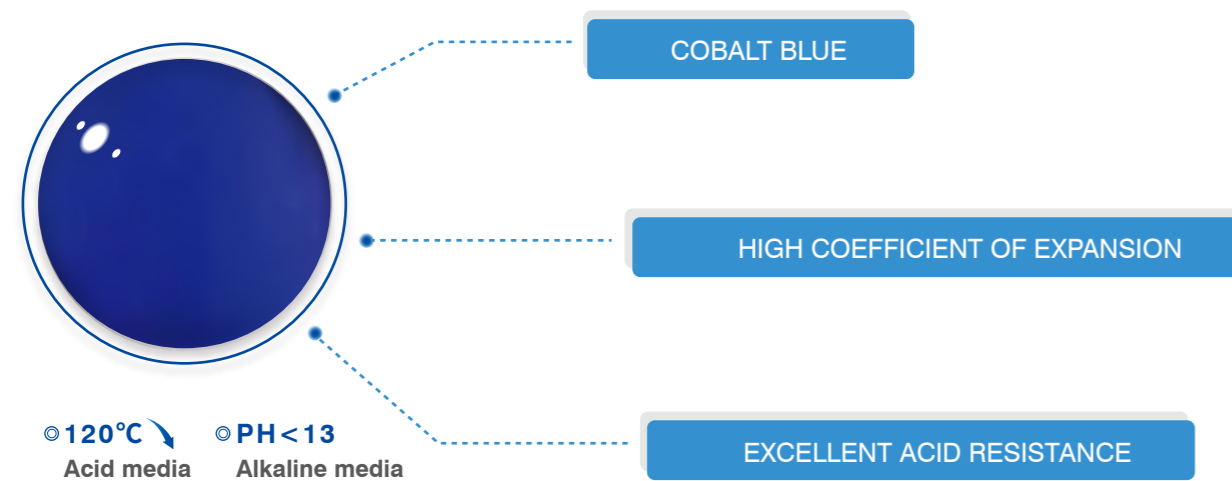 COBALT BLUE
HIGH COEFFICIENT OF EXPANSION
EXCELLENT ACID RESISTANCE
◎120℃ ◎PH<13
Acid media Alkaline media